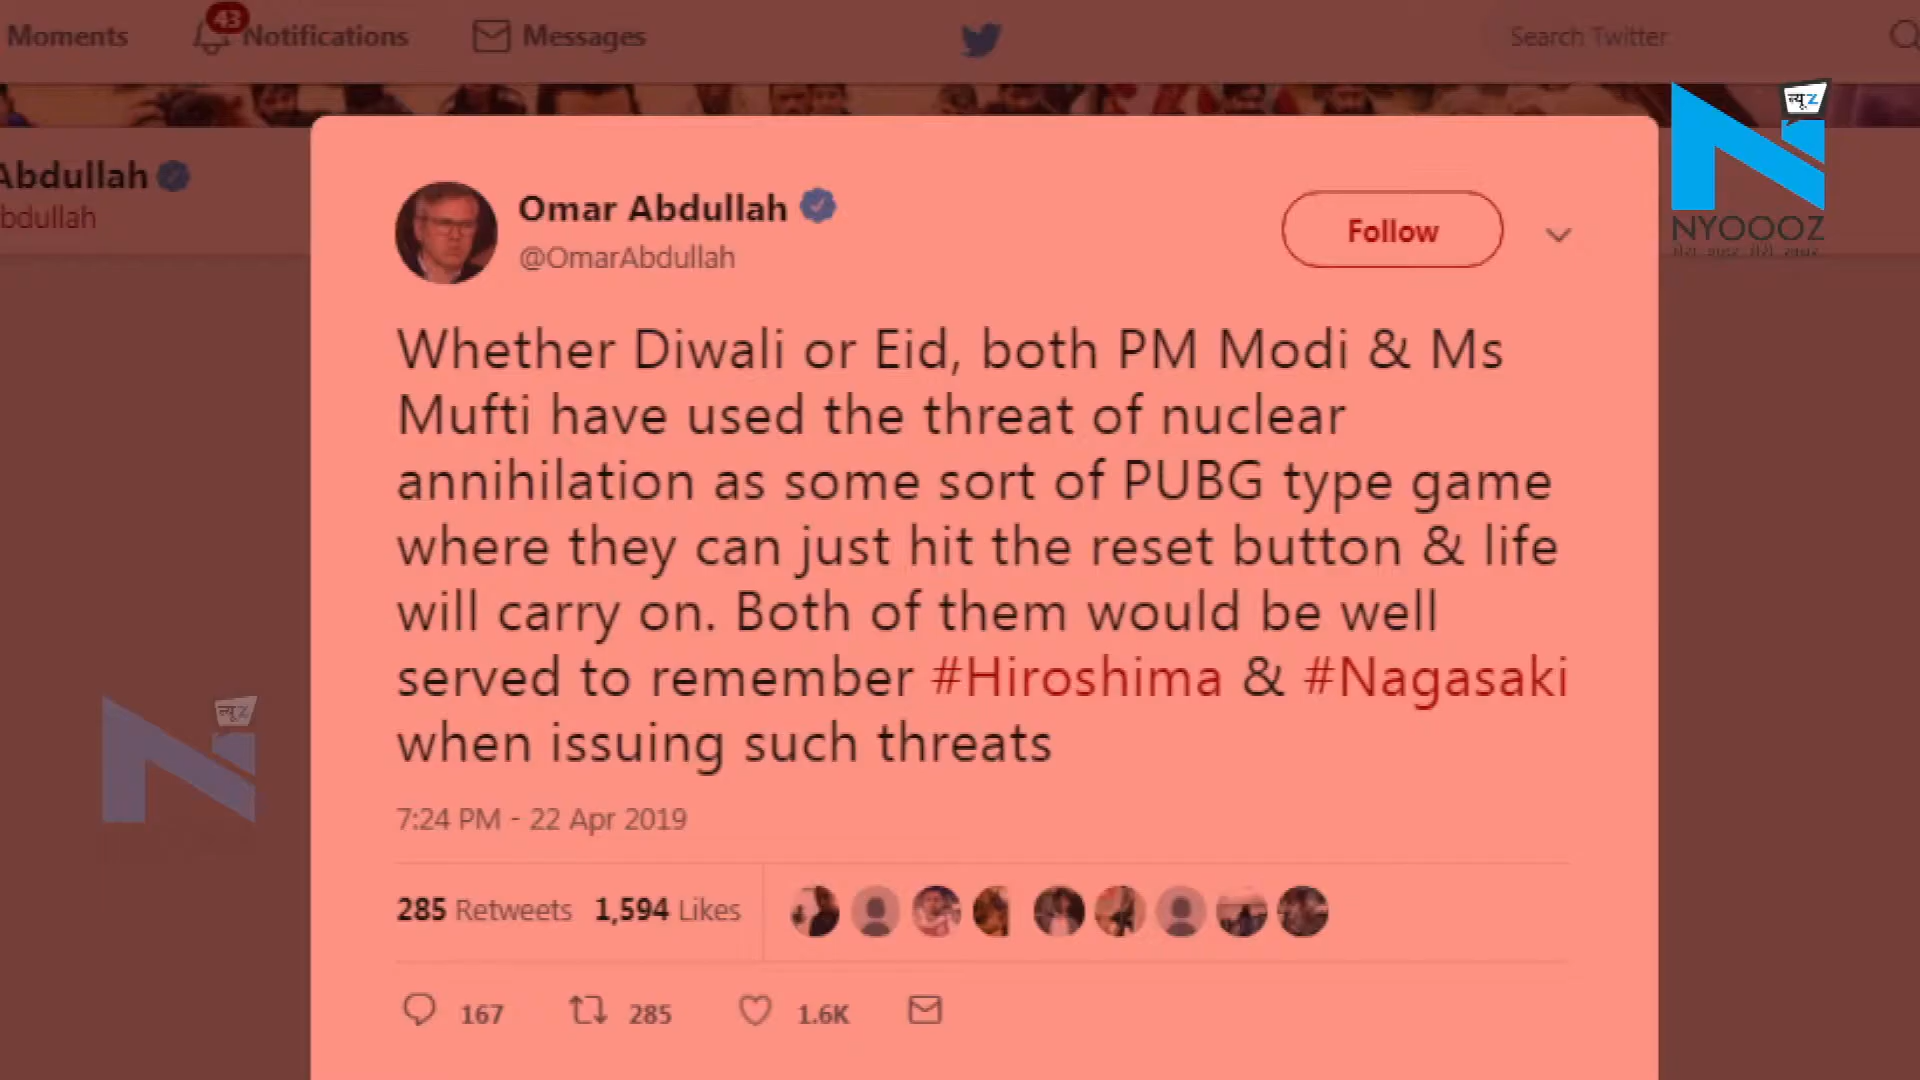 Moments
43
Notifications
Messages
Search Twitter
न्यूz
NYOOOZ
Abdullah
bdullah
Omar Abdullah
@OmarAbdullah
Follow
Whether Diwali or Eid, both PM Modi & Ms
Mufti have used the threat of nuclear
annihilation as some sort of PUBG type game
where they can just hit the reset button & life
will carry on. Both of them would be well
served to remember #Hiroshima & #Nagasaki
when issuing such threats
7:24 PM - 22 Apr 2019
285 Retweets 1,594 Likes
167 285 1.6K
न्यूz